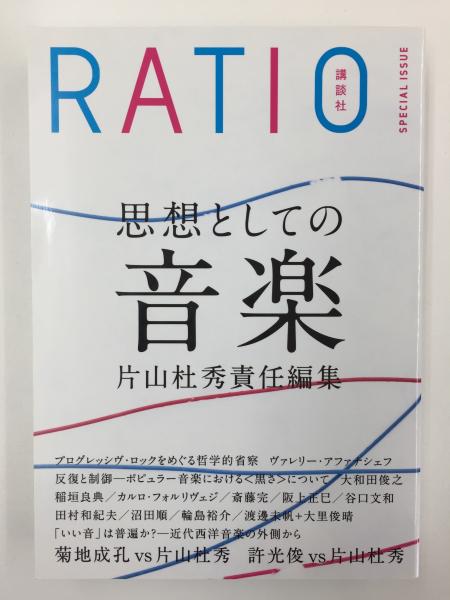 RATIO
講談社
SPECIAL ISSUE
思想としての
音楽
片山杜秀責任編集
プログレッシヴ・ロックをめぐる哲学的省察 ヴァレリー・アファナシェフ
反復と制御―ポピュラー音楽における<黒さ>について/大和田俊之
稲垣良典/カルロ・フォルリヴェジ/斎藤完/阪上正巳/谷口文和
田村和紀夫/沼田順/輪島裕介/渡邊未帆+大里俊晴
「いい音」は普遍か?―近代西洋音楽の外側から
菊地成孔vs片山杜秀 許光俊vs片山杜秀